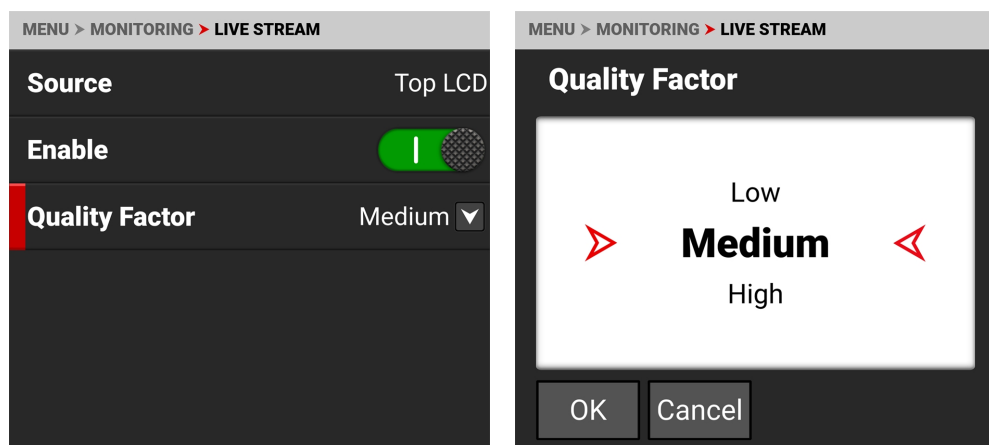 MENU > MONITORING > LIVE STREAM
Source Top LCD
Enable
Quality Factor Medium
MENU > MONITORING > LIVE STREAM
Quality Factor
Low
Medium
High
OK Cancel